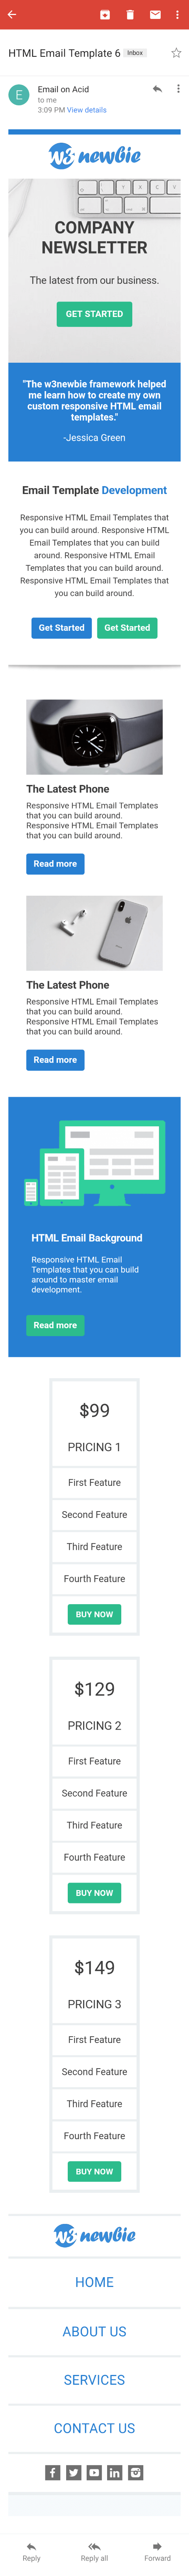 HTML Email Template 6 Inbox
E
Email on Acid
to me
3:09 PM View details
w3 newbie
COMPANY
NEWSLETTER
The latest from our business.
GET STARTED
"The w3newbie framework helped
me learn how to create my own
custom responsive HTML email
templates."
-Jessica Green
Email Template Development
Responsive HTML Email Templates that
you can build around. Responsive HTML
Email Templates that you can build
around. Responsive HTML Email
Templates that you can build around.
Responsive HTML Email Templates that
you can build around.
Get Started Get Started
The Latest Phone
Responsive HTML Email Templates
that you can build around.
Responsive HTML Email Templates
that you can build around.
Read more
The Latest Phone
Responsive HTML Email Templates
that you can build around.
Responsive HTML Email Templates
that you can build around.
Read more
HTML Email Background
Responsive HTML Email
Templates that you can build
around to master email
development.
Read more
$99
PRICING 1
First Feature
Second Feature
Third Feature
Fourth Feature
BUY NOW
$129
PRICING 2
First Feature
Second Feature
Third Feature
Fourth Feature
BUY NOW
$149
PRICING 3
First Feature
Second Feature
Third Feature
Fourth Feature
BUY NOW
w3 newbie
HOME
ABOUT US
SERVICES
CONTACT US
Reply Reply all Forward